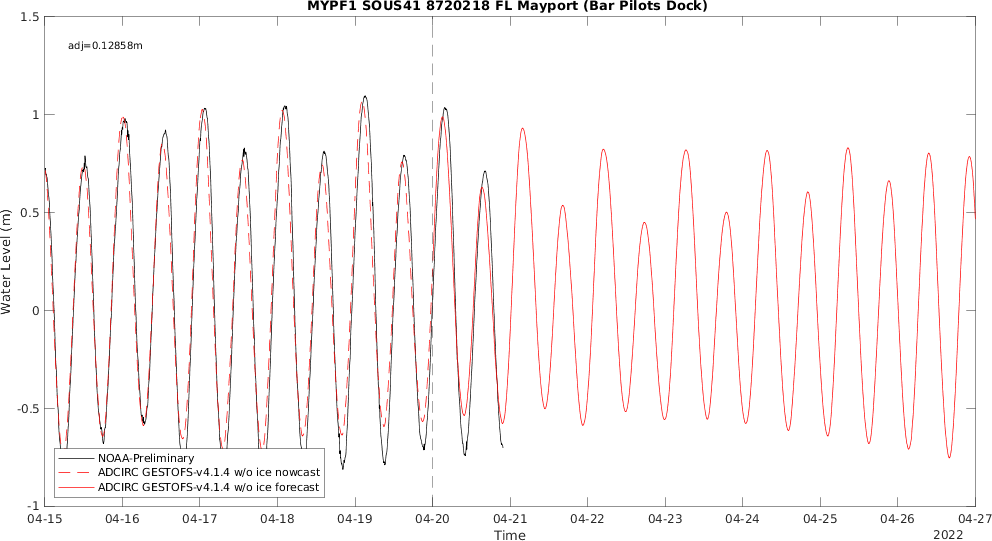 MYPF1 SOUS41 8720218 FL Mayport (Bar Pilots Dock)
1.5
adj=0.12858m
1
0.5
0
-0.5
-1
Water Level (m)
NOAA-Preliminary
ADCIRC GESTOFS-v4.1.4 w/o ice nowcast
ADCIRC GESTOFS-v4.1.4 w/o ice forecast
04-15 04-16 04-17 04-18 04-19 04-20 04-21 04-22 04-23 04-24 04-25 04-26 04-27
Time
2022